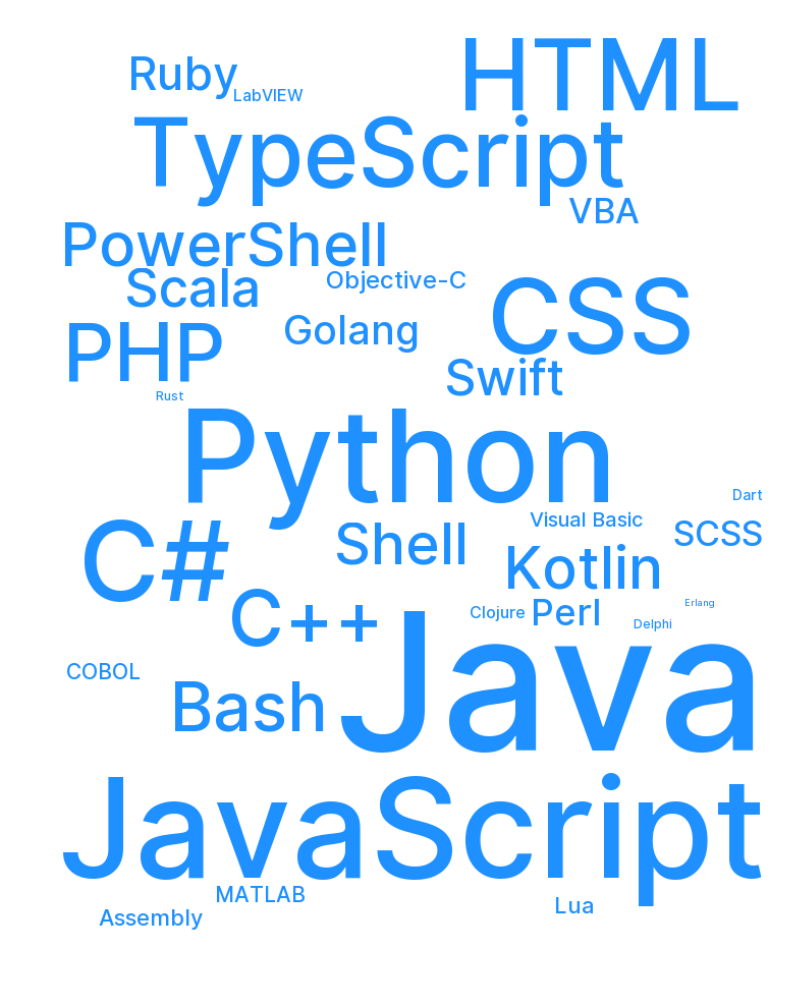 HTML
Ruby
LabVIEW
TypeScript
VBA
PowerShell
Scala
Objective-C
CSS
Golang
PHP
Swift
Rust
Python
Dart
Visual Basic
SCSS
C#
Shell
Kotlin
Erlang
C++
Clojure
Perl
Delphi
Java
COBOL
Bash
JavaScript
MATLAB
Lua
Assembly